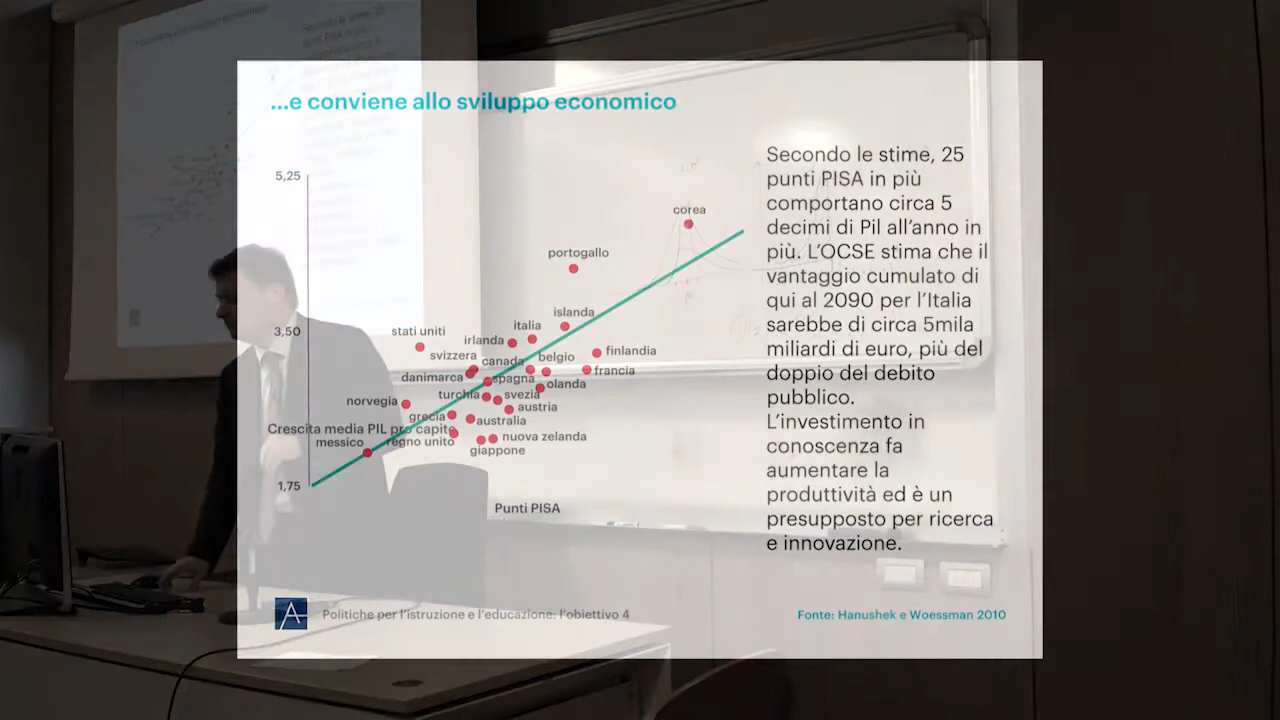 ...e conviene allo sviluppo economico
5,25
corea
portogallo
islanda
3,50
stati uniti
italia
irlanda
svizzera
canada
belgio
finlandia
danimarca
spagna
francia
olanda
norvegia
turchia
svezia
grecia
austria
australia
Crescita media PIL pro capite
messico
regno unito
nuova zelanda
giappone
1,75
Punti PISA
Secondo le stime, 25
punti PISA in più
comportano circa 5
decimi di Pil all'anno in
più. L'OCSE stima che il
vantaggio cumulato di
qui al 2090 per l'Italia
sarebbe di circa 5mila
miliardi di euro, più del
doppio del debito
pubblico.
L'investimento in
conoscenza fa
aumentare la
produttività ed è un
presupposto per ricerca
e innovazione.
A
Politiche per l'istruzione e l'educazione: l'obiettivo 4
Fonte: Hanushek e Woessman 2010